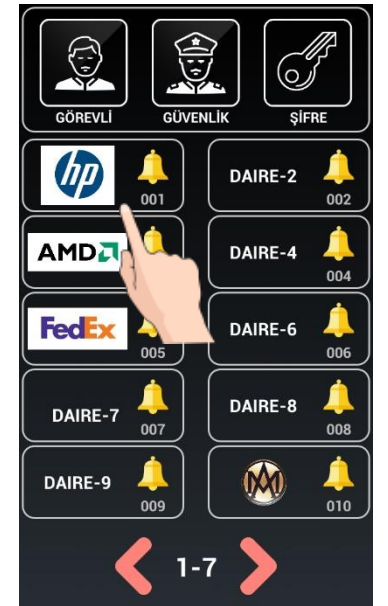 GÖREVLİ GÜVENLİK ŞİFRE
hp 001
DAIRE-2 002
AMD
DAIRE-4 004
FedEx 005
DAIRE-6 006
DAIRE-7 007
DAIRE-8 008
DAIRE-9 009
010
1-7